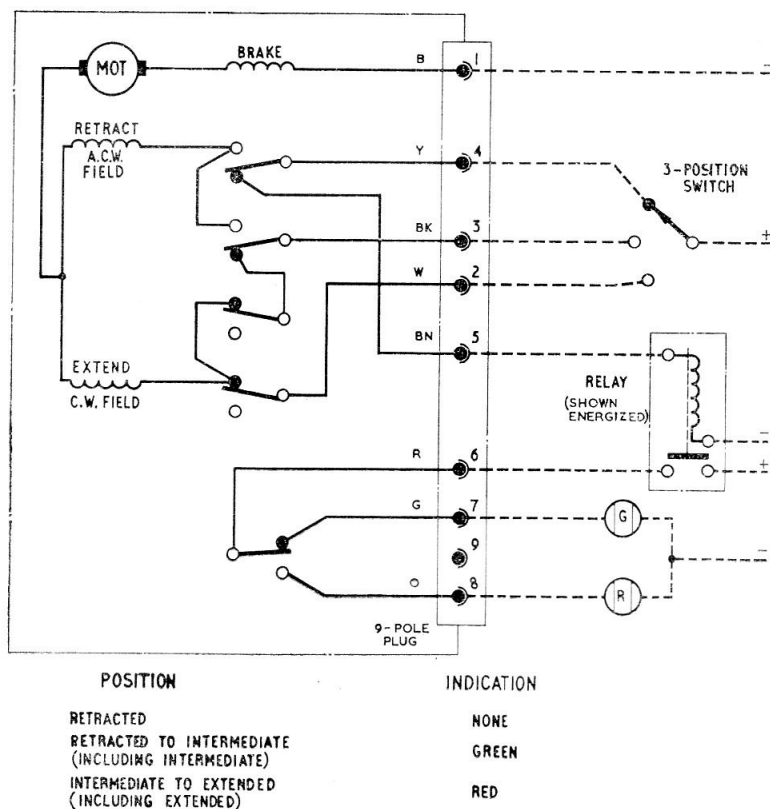 BRAKE
B
1
−
MOT
RETRACT
A.C.W.
FIELD
Y
4
3-POSITION
SWITCH
BK
3
+
W
2
BN
5
EXTEND
C.W. FIELD
RELAY
(SHOWN
ENERGIZED)
−
R
6
+
G
7
G
9
−
O
8
R
9-POLE
PLUG
POSITION
INDICATION
RETRACTED
NONE
RETRACTED TO INTERMEDIATE
(INCLUDING INTERMEDIATE)
GREEN
INTERMEDIATE TO EXTENDED
(INCLUDING EXTENDED)
RED